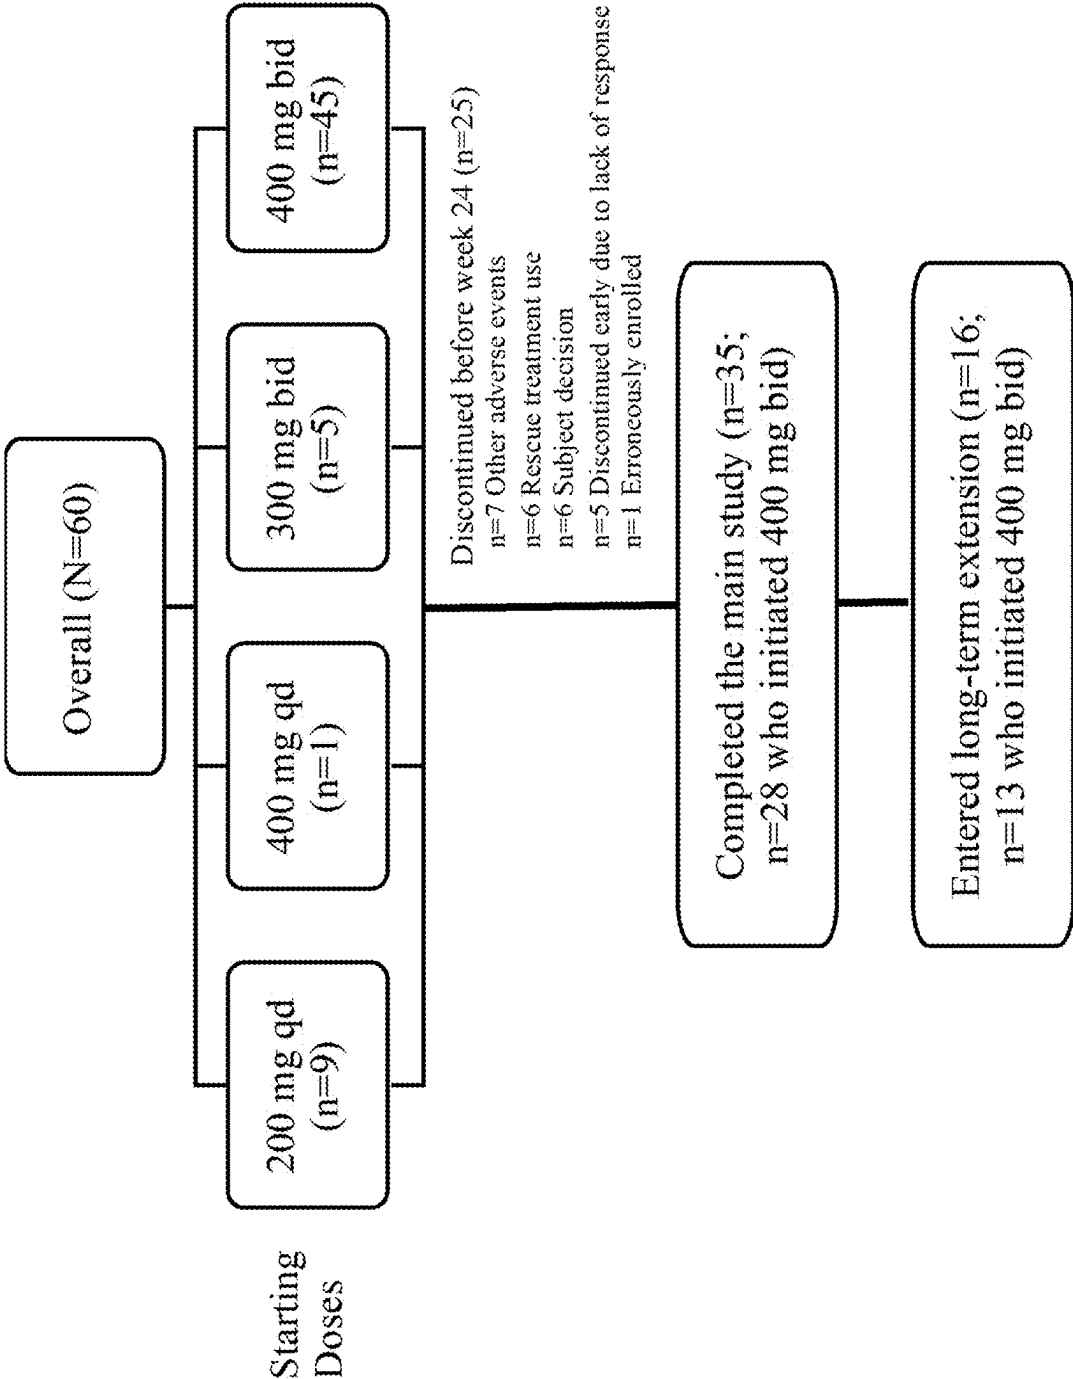 Overall (N=60)
Starting
Doses
200 mg qd
(n=9)
400 mg qd
(n=1)
300 mg bid
(n=5)
400 mg bid
(n=45)
Discontinued before week 24 (n=25)
n=7 Other adverse events
n=6 Rescue treatment use
n=6 Subject decision
n=5 Discontinued early due to lack of response
n=1 Erroneously enrolled
Completed the main study (n=35;
n=28 who initiated 400 mg bid)
Entered long-term extension (n=16;
n=13 who initiated 400 mg bid)